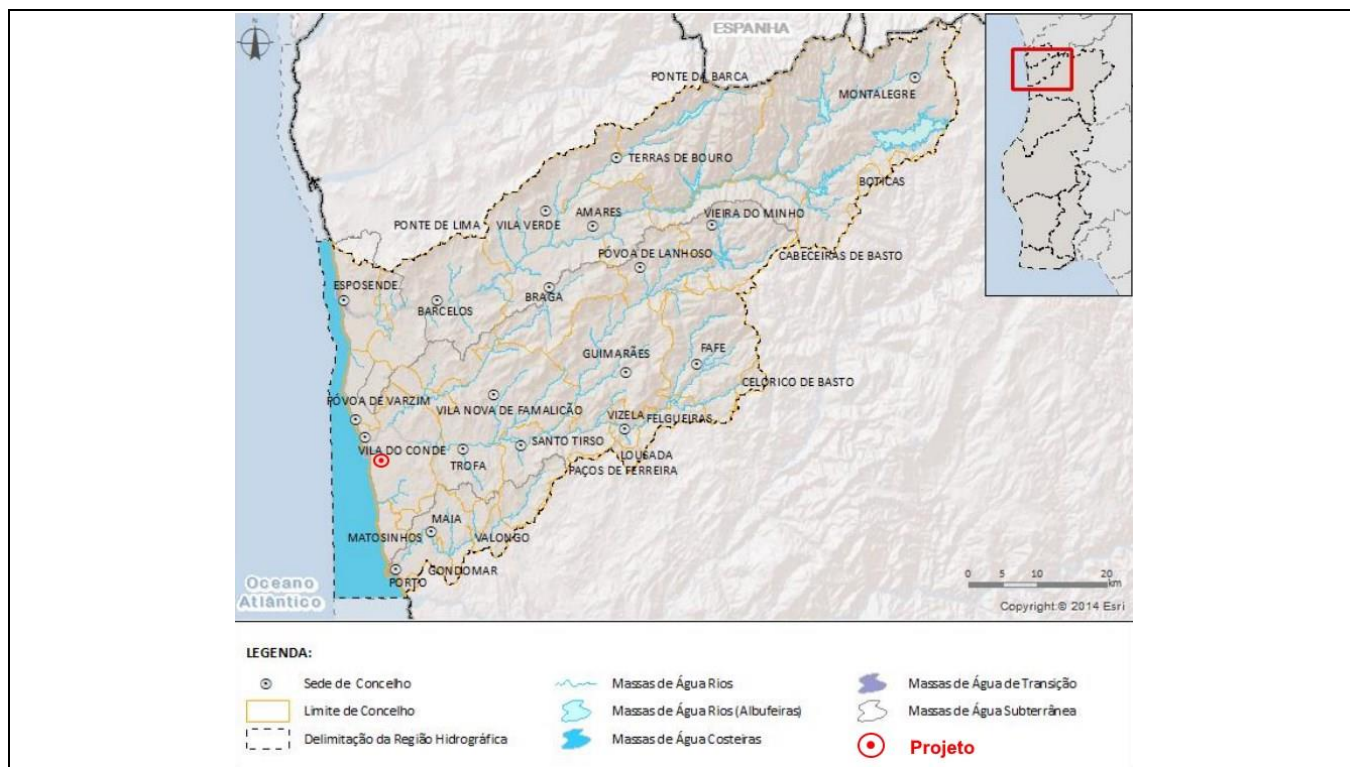 ESPANHA
PONTE DA BARCA
MONTALEGRE
TERRAS DE BOURO
BOTICAS
PONTE DE LIMA
VILA VERDE
AMARES
VIEIRA DO MINHO
PÓVOA DE LANHOSO
CABECEIRAS DE BASTO
ESPOSENDE
BARCELOS
BRAGA
GUIMARÃES
FAFE
CELORICO DE BASTO
PÓVOA DE VARZIM
VILA NOVA DE FAMALICÃO
VIZELA
FELGUEIRAS
VILA DO CONDE
TROFA
SANTO TIRSO
LOUSADA
PAÇOS DE FERREIRA
MAIA
MATOSINHOS
VALONGO
PORTO
GONDOMAR
Oceano
Atlântico
0 5 10 20
km
Copyright:© 2014 Esri
LEGENDA:
Sede de Concelho
Massas de Água Rios
Massas de Água de Transição
Limite de Concelho
Massas de Água Rios (Albufeiras)
Massas de Água Subterrânea
Delimitação da Região Hidrográfica
Massas de Água Costeiras
Projeto